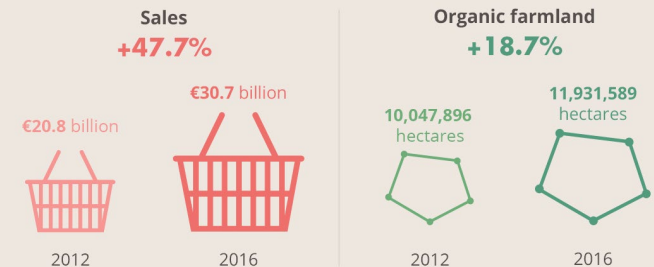 Sales
+47.7%
€20.8 billion
€30.7 billion
2012
2016
Organic farmland
+18.7%
10,047,896
hectares
11,931,589
hectares
2012
2016